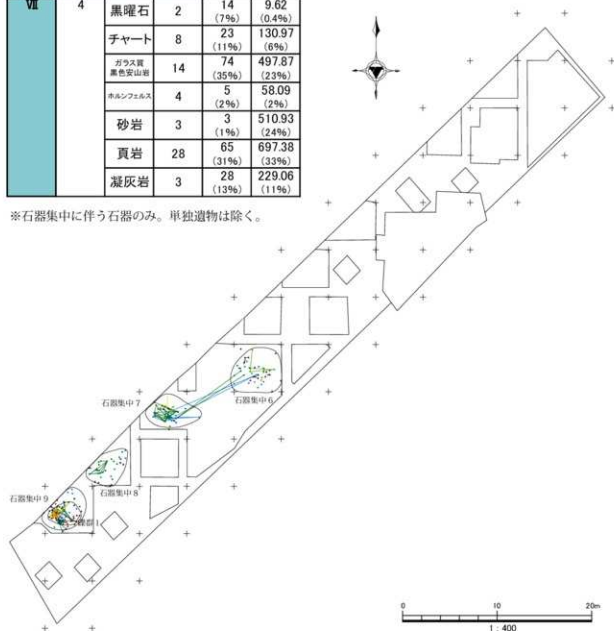 Ⅶ 4 黒曜石 2 14 (7%) 9.62 (0.4%)
チャート 8 23 (11%) 130.97 (6%)
ガラス質黒色安山岩 14 74 (35%) 497.87 (23%)
ホルンフェルス 4 5 (2%) 58.09 (2%)
砂岩 3 3 (1%) 510.93 (24%)
頁岩 28 65 (31%) 697.38 (33%)
凝灰岩 3 28 (13%) 229.06 (11%)
※石器集中に伴う石器のみ。単独遺物は除く。
石器集中7
石器集中6
石器集中8
石器集中9
0 10 20m
1 : 400